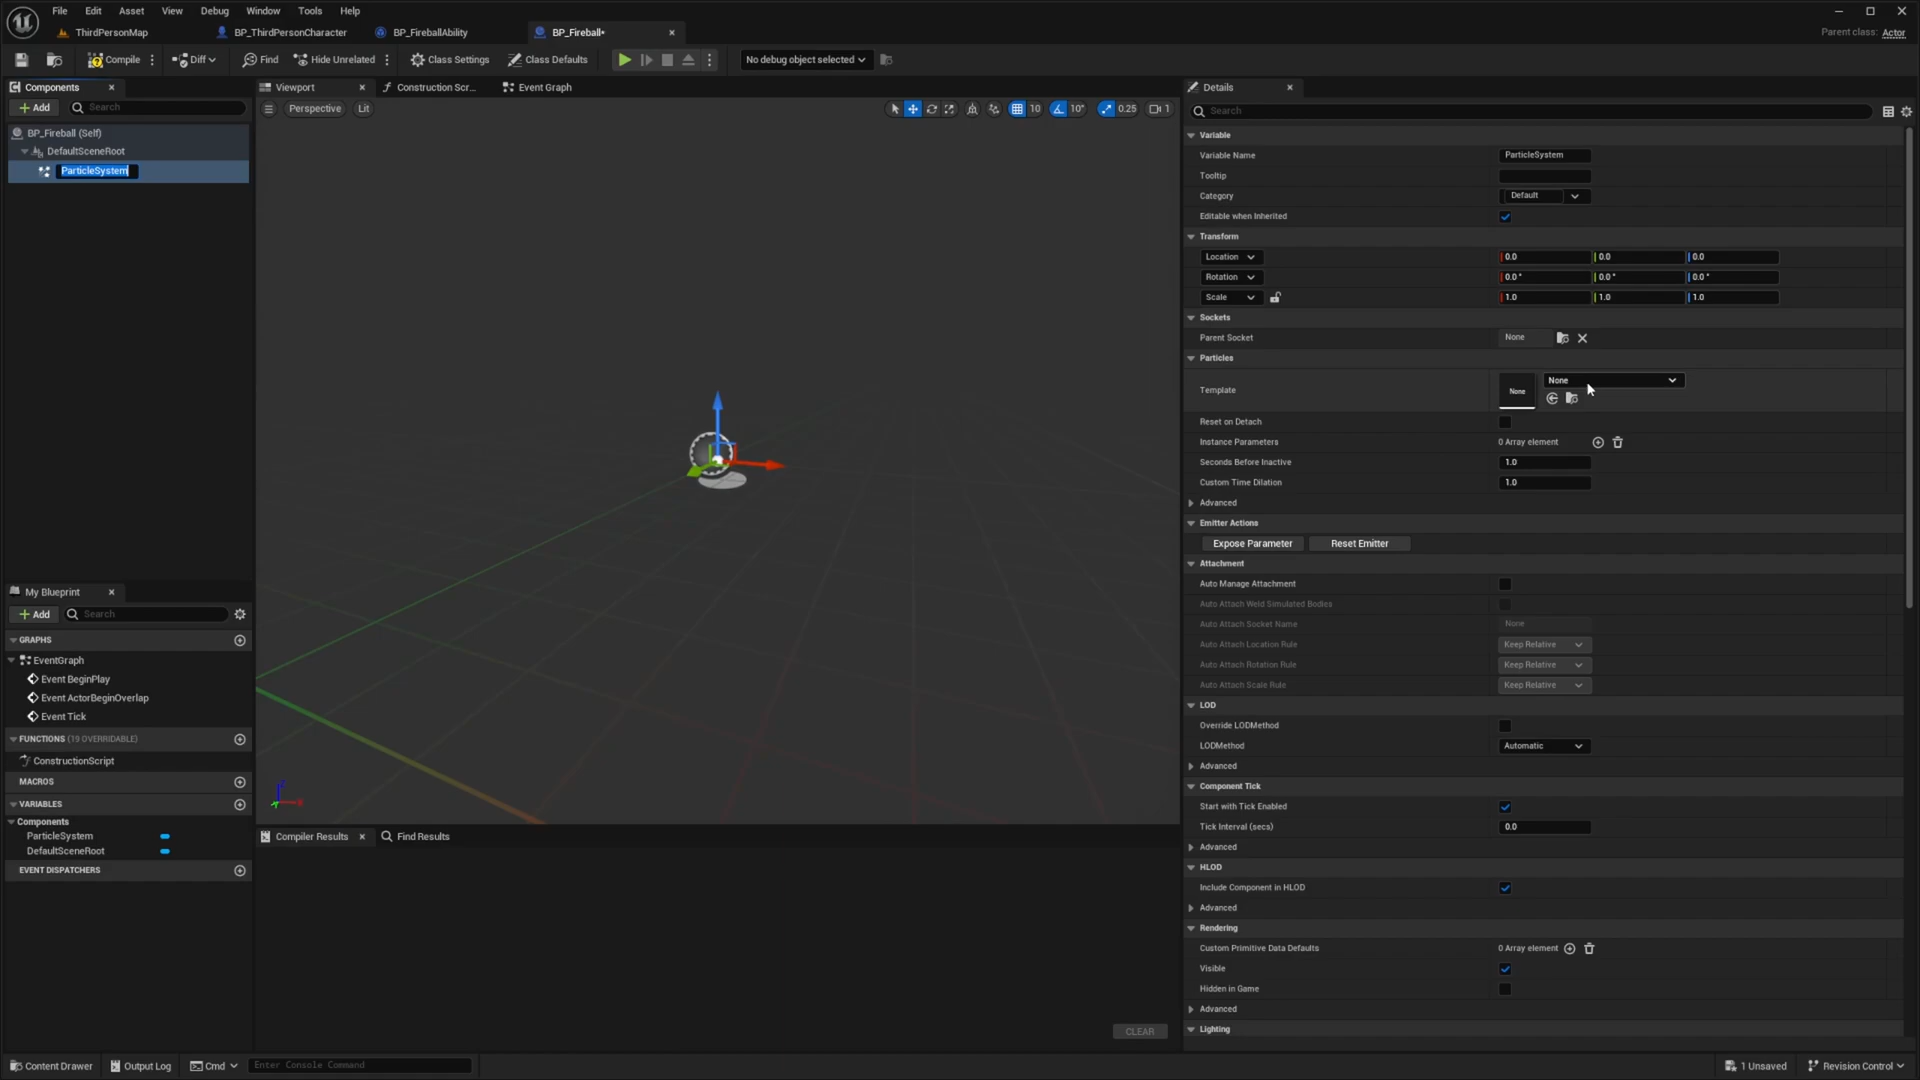 File Edit Asset View Debug Window Tools Help
ThirdPersonMap BP_ThirdPersonCharacter BP_FireballAbility BP_Fireball*
Parent class: Actor
Compile Diff Find Hide Unrelated Class Settings Class Defaults No debug object selected
Components
Add Search
BP_Fireball (Self)
DefaultSceneRoot
ParticleSystem
My Blueprint
Add Search
GRAPHS
EventGraph
Event BeginPlay
Event ActorBeginOverlap
Event Tick
FUNCTIONS (19 OVERRIDABLE)
ConstructionScript
MACROS
VARIABLES
Components
ParticleSystem
DefaultSceneRoot
EVENT DISPATCHERS
Viewport Construction Scr... Event Graph
Perspective Lit 10 10° 0.25 1
Compiler Results Find Results
CLEAR
Details
Search
Variable
Variable Name ParticleSystem
Tooltip
Category Default
Editable when Inherited
Transform
Location 0.0 0.0 0.0
Rotation 0.0 ° 0.0 ° 0.0 °
Scale 1.0 1.0 1.0
Sockets
Parent Socket None
Particles
Template None None
Reset on Detach
Instance Parameters 0 Array element
Seconds Before Inactive 1.0
Custom Time Dilation 1.0
Advanced
Emitter Actions
Expose Parameter Reset Emitter
Attachment
Auto Manage Attachment
Auto Attach Weld Simulated Bodies
Auto Attach Socket Name None
Auto Attach Location Rule Keep Relative
Auto Attach Rotation Rule Keep Relative
Auto Attach Scale Rule Keep Relative
LOD
Override LODMethod
LODMethod Automatic
Advanced
Component Tick
Start with Tick Enabled
Tick Interval (secs) 0.0
Advanced
HLOD
Include Component in HLOD
Advanced
Rendering
Custom Primitive Data Defaults 0 Array element
Visible
Hidden in Game
Advanced
Lighting
Content Drawer Output Log Cmd Enter Console Command 1 Unsaved Revision Control